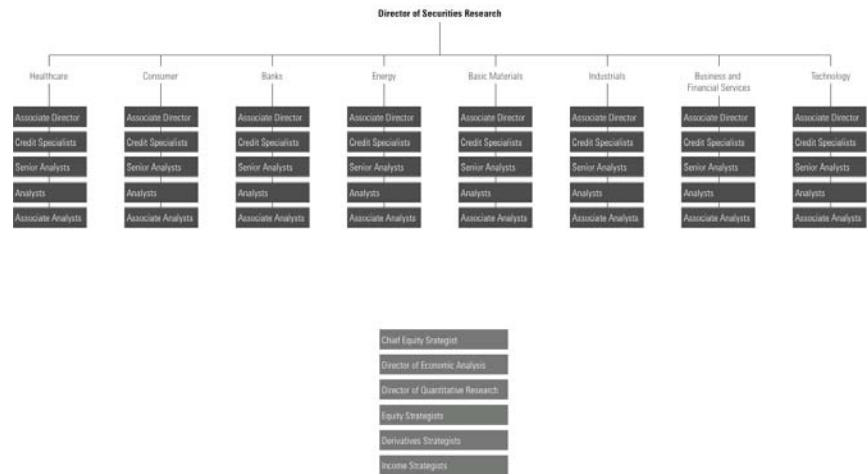 Director of Securities Research
Healthcare Consumer Banks Energy Basic Materials Industrials Business and Technology
Financial Services
Associate Director Associate Director Associate Director Associate Director Associate Director Associate Director Associate Director Associate Director
Credit Specialists Credit Specialists Credit Specialists Credit Specialists Credit Specialists Credit Specialists Credit Specialists Credit Specialists
Senior Analysts Senior Analysts Senior Analysts Senior Analysts Senior Analysts Senior Analysts Senior Analysts Senior Analysts
Analysts Analysts Analysts Analysts Analysts Analysts Analysts Analysts
Associate Analysts Associate Analysts Associate Analysts Associate Analysts Associate Analysts Associate Analysts Associate Analysts Associate Analysts
Chief Equity Srategist
Director of Economic Analysis
Director of Quantitative Research
Equity Strategists
Derivatives Strategists
Income Strategists